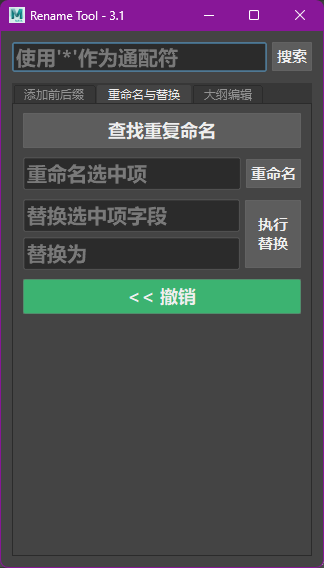 Rename Tool - 3.1
使用'*'作为通配符 搜索
添加前后缀 重命名与替换 大纲编辑
查找重复命名
重命名选中项 重命名
替换选中项字段
执行
替换
替换为
<< 撤销